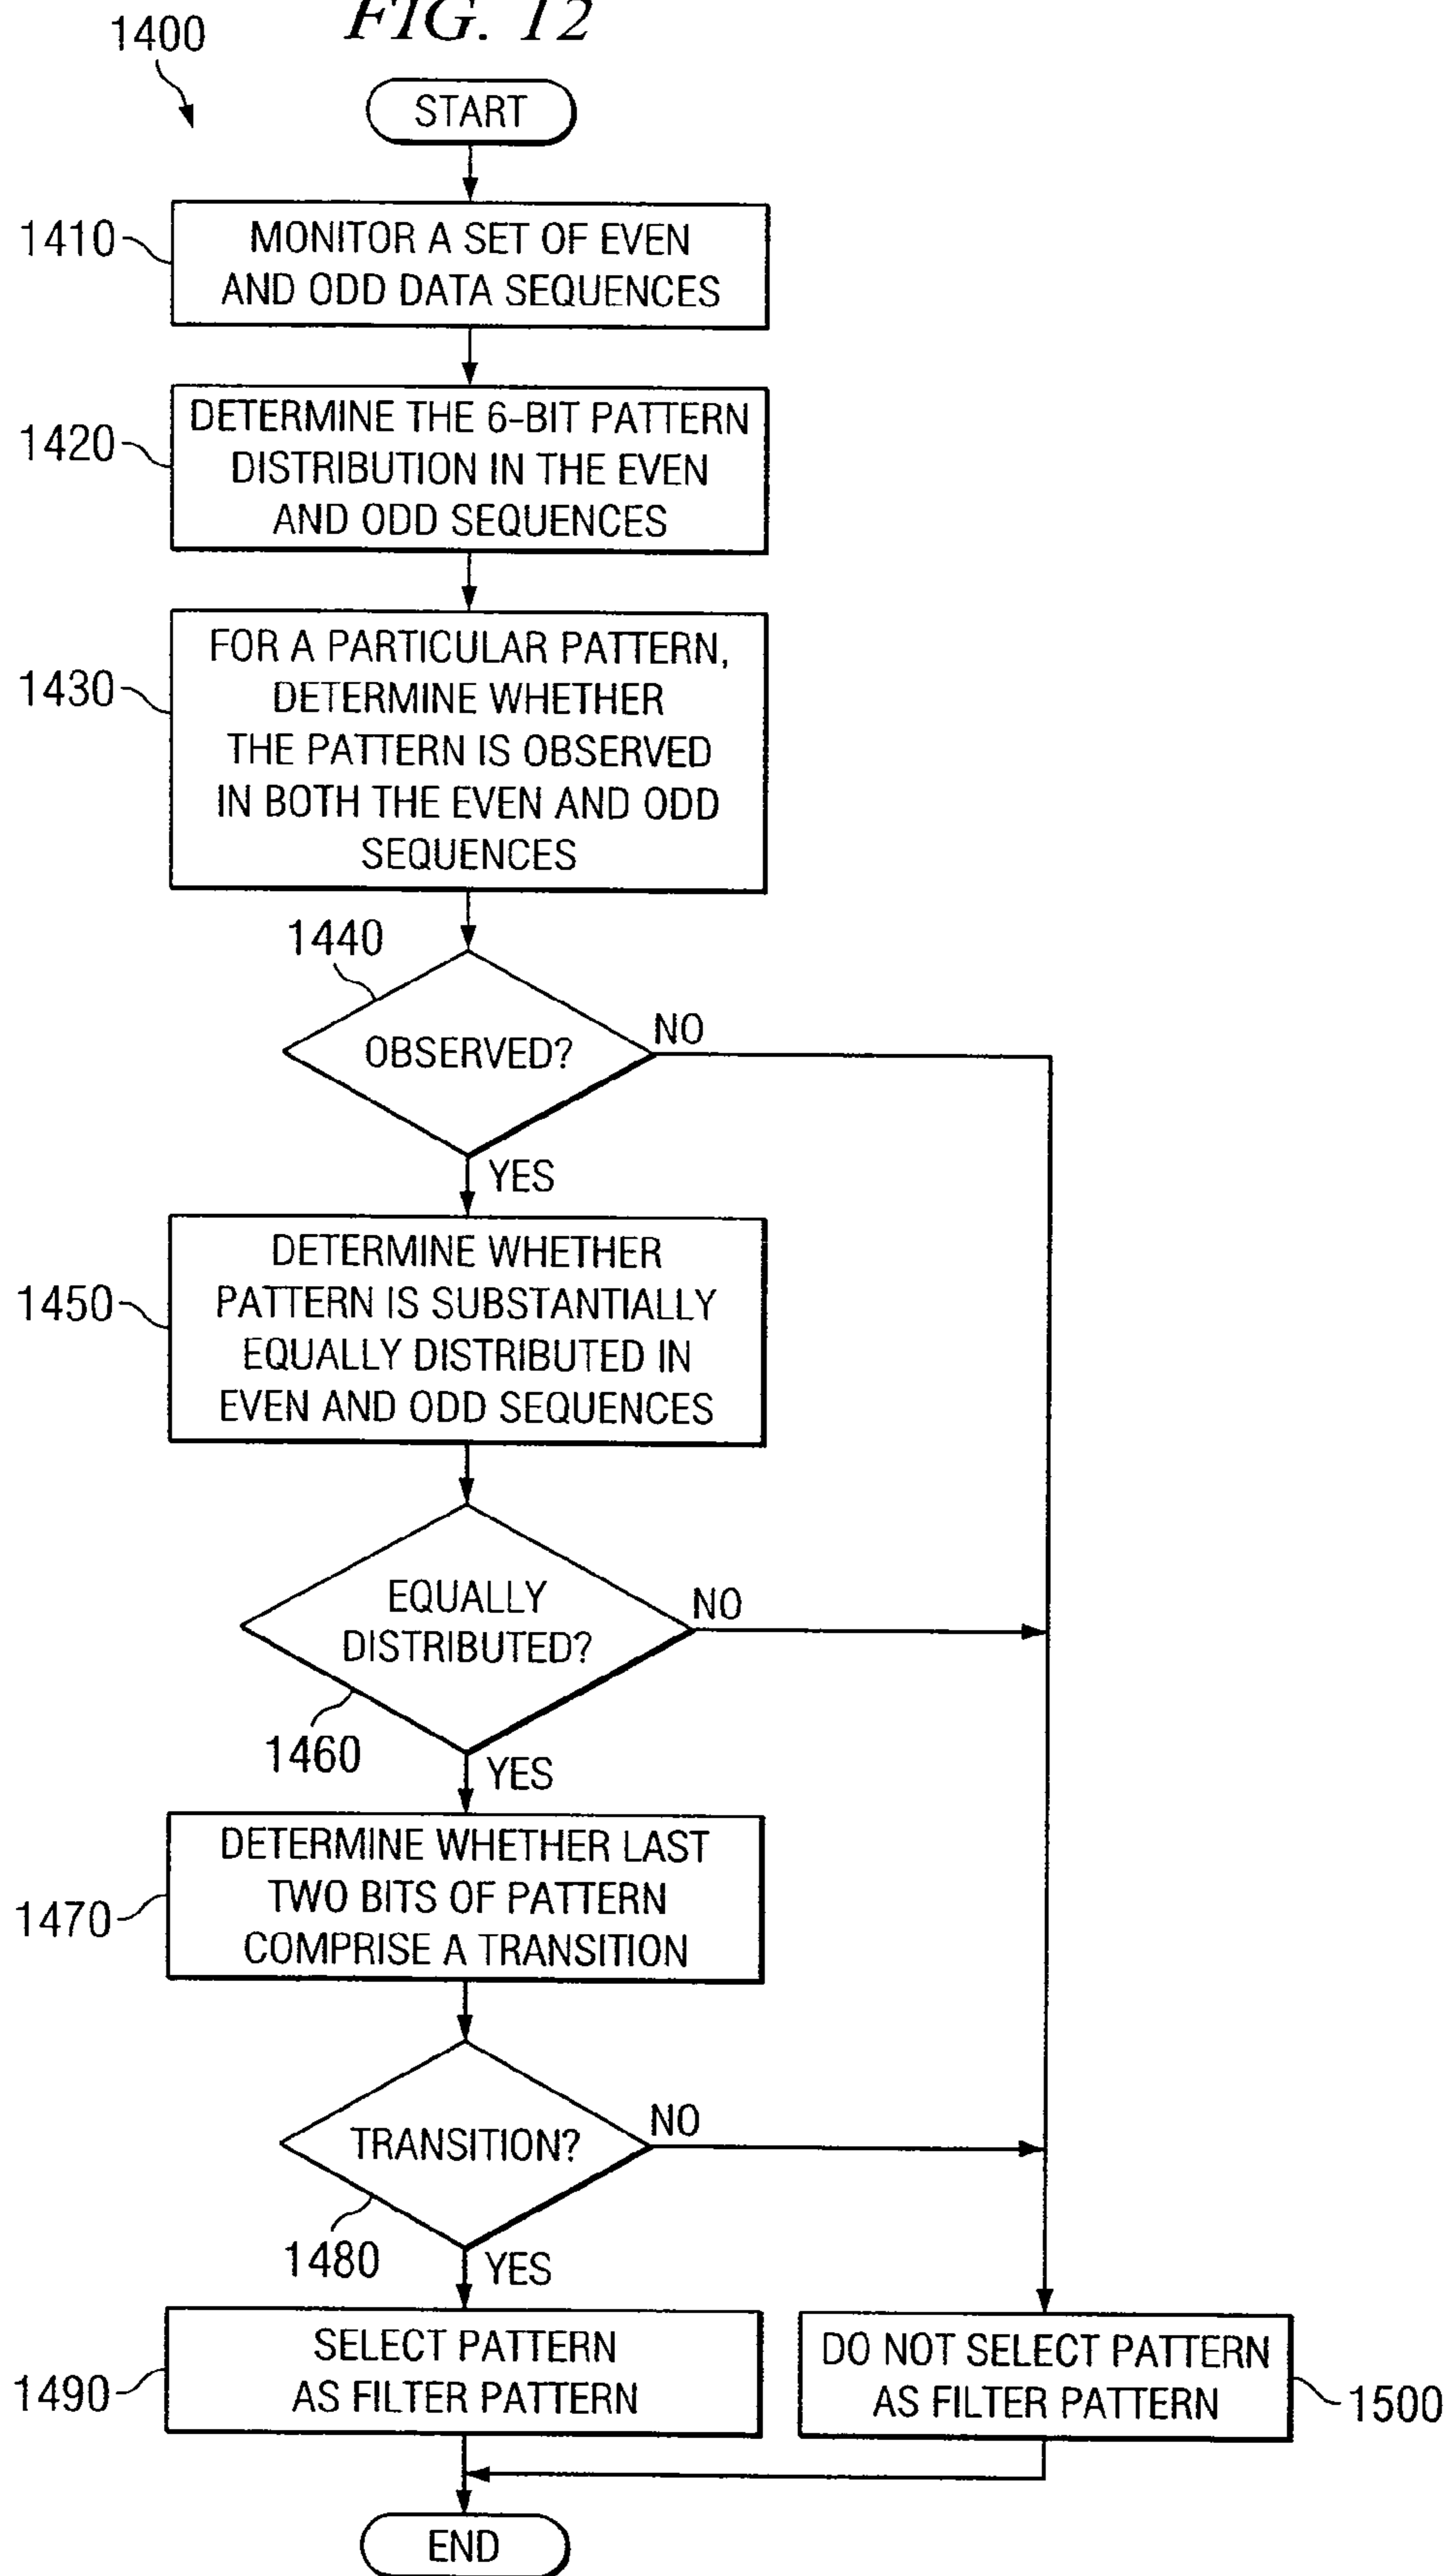 FIG. 12
1400
START
1410
MONITOR A SET OF EVEN
AND ODD DATA SEQUENCES
1420
DETERMINE THE 6-BIT PATTERN
DISTRIBUTION IN THE EVEN
AND ODD SEQUENCES
1430
FOR A PARTICULAR PATTERN,
DETERMINE WHETHER
THE PATTERN IS OBSERVED
IN BOTH THE EVEN AND ODD
SEQUENCES
1440
OBSERVED?
NO
YES
1450
DETERMINE WHETHER
PATTERN IS SUBSTANTIALLY
EQUALLY DISTRIBUTED IN
EVEN AND ODD SEQUENCES
EQUALLY
DISTRIBUTED?
NO
1460
YES
1470
DETERMINE WHETHER LAST
TWO BITS OF PATTERN
COMPRISE A TRANSITION
TRANSITION?
NO
1480
YES
1490
SELECT PATTERN
AS FILTER PATTERN
DO NOT SELECT PATTERN
AS FILTER PATTERN
1500
END